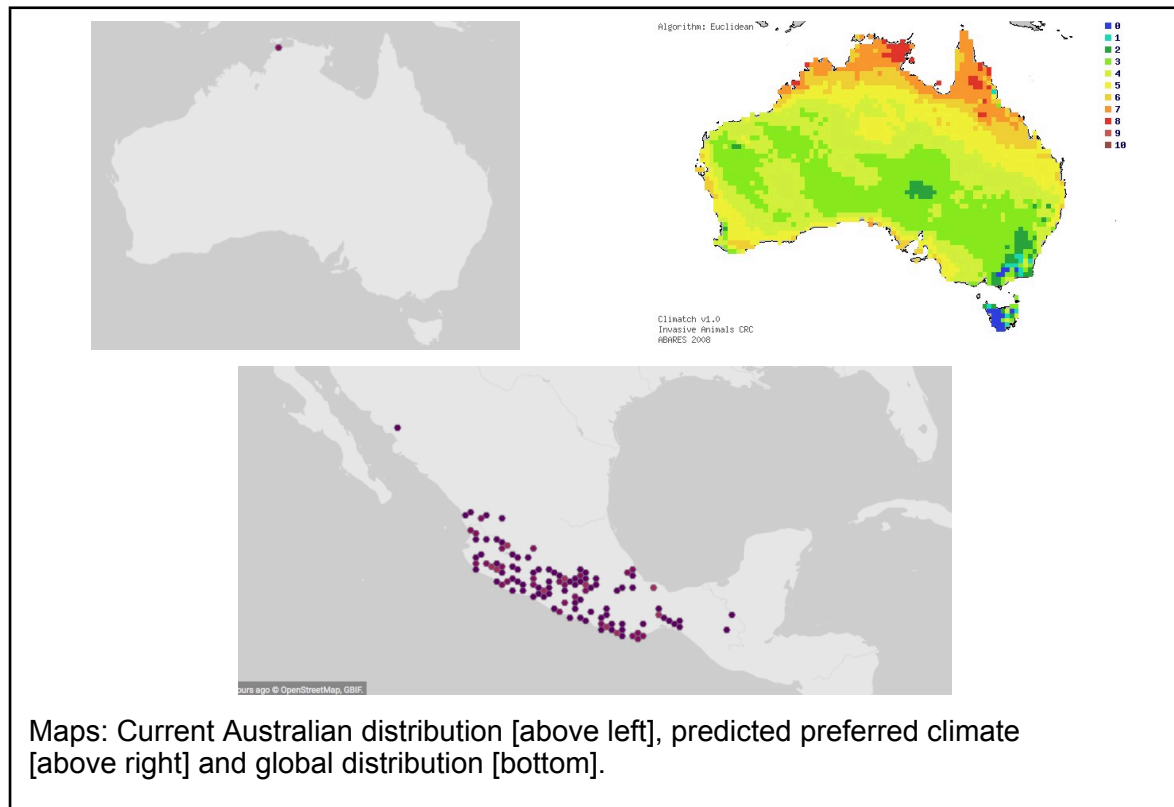 Algorithm: Euclidean
0
1
2
3
4
5
6
7
8
9
10
Climatch v1.0
Invasive Animals CRC
ABARES 2008
ours ago © OpenStreetMap, GBIF.
Maps: Current Australian distribution [above left], predicted preferred climate
[above right] and global distribution [bottom].